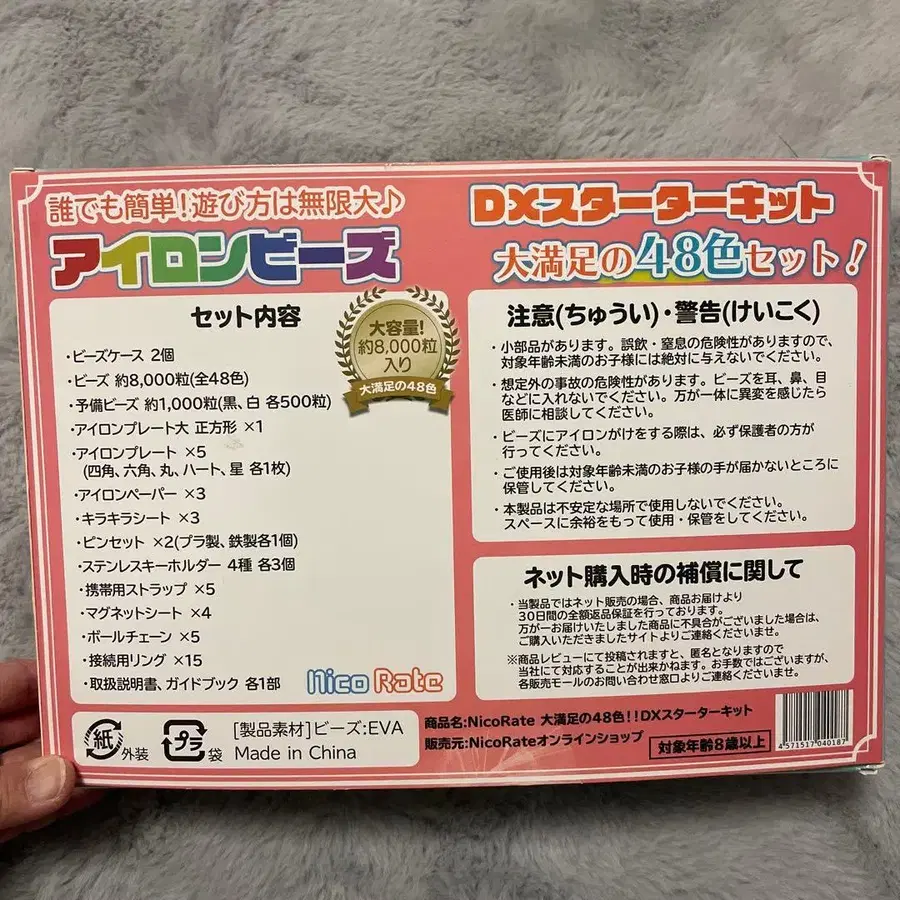 誰でも簡単！遊び方は無限大♪
アイロンビーズ
セット内容
大容量！
約8,000粒
入り
大満足の48色
・ビーズケース 2個
・ビーズ 約8,000粒(全48色)
・予備ビーズ 約1,000粒(黒、白 各500粒)
・アイロンプレート大 正方形 ×1
・アイロンプレート ×5
(四角、六角、丸、ハート、星 各1枚)
・アイロンペーパー ×3
・キラキラシート ×3
・ピンセット ×2(プラ製、鉄製各1個)
・ステンレスキーホルダー 4種 各3個
・携帯用ストラップ ×5
・マグネットシート ×4
・ボールチェーン ×5
・接続用リング ×15
・取扱説明書、ガイドブック 各1部
Nico Rate
DXスターターキット
大満足の48色セット！
注意(ちゅうい)・警告(けいこく)
・小部品があります。誤飲・窒息の危険性がありますので、
対象年齢未満のお子様には絶対に与えないでください。
・想定外の事故の危険性があります。ビーズを耳、鼻、目
などに入れないでください。万が一体に異変を感じたら
医師に相談してください。
・ビーズにアイロンがけをする際は、必ず保護者の方が
行ってください。
・ご使用後は対象年齢未満のお子様の手が届かないところに
保管してください。
・本製品は不安定な場所で使用しないでください。
スペースに余裕をもって使用・保管をしてください。
ネット購入時の補償に関して
・当製品ではネット販売の場合、商品お届けより
30日間の全額返品保証を行っております。
万が一お届けいたしました商品に不具合がございました場合は、
ご購入いただきましたサイトよりご連絡くださいませ。
※商品レビューにて投稿されますと、匿名となりますので
当社にて対応することが出来かねます。お手数ではございますが、
各販売モールのお問い合わせ窓口よりご連絡くださいませ。
紙 外装
プラ 袋
[製品素材]ビーズ:EVA
Made in China
商品名:NicoRate 大満足の48色！！DXスターターキット
販売元:NicoRateオンラインショップ
対象年齢8歳以上
4 571517 040187